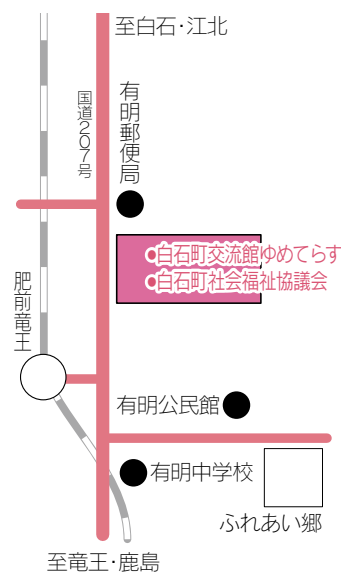 至白石・江北
国道207号
有明郵便局
●白石町交流館ゆめてらす
●白石町社会福祉協議会
肥前竜王
有明公民館
有明中学校
ふれあい郷
至竜王・鹿島